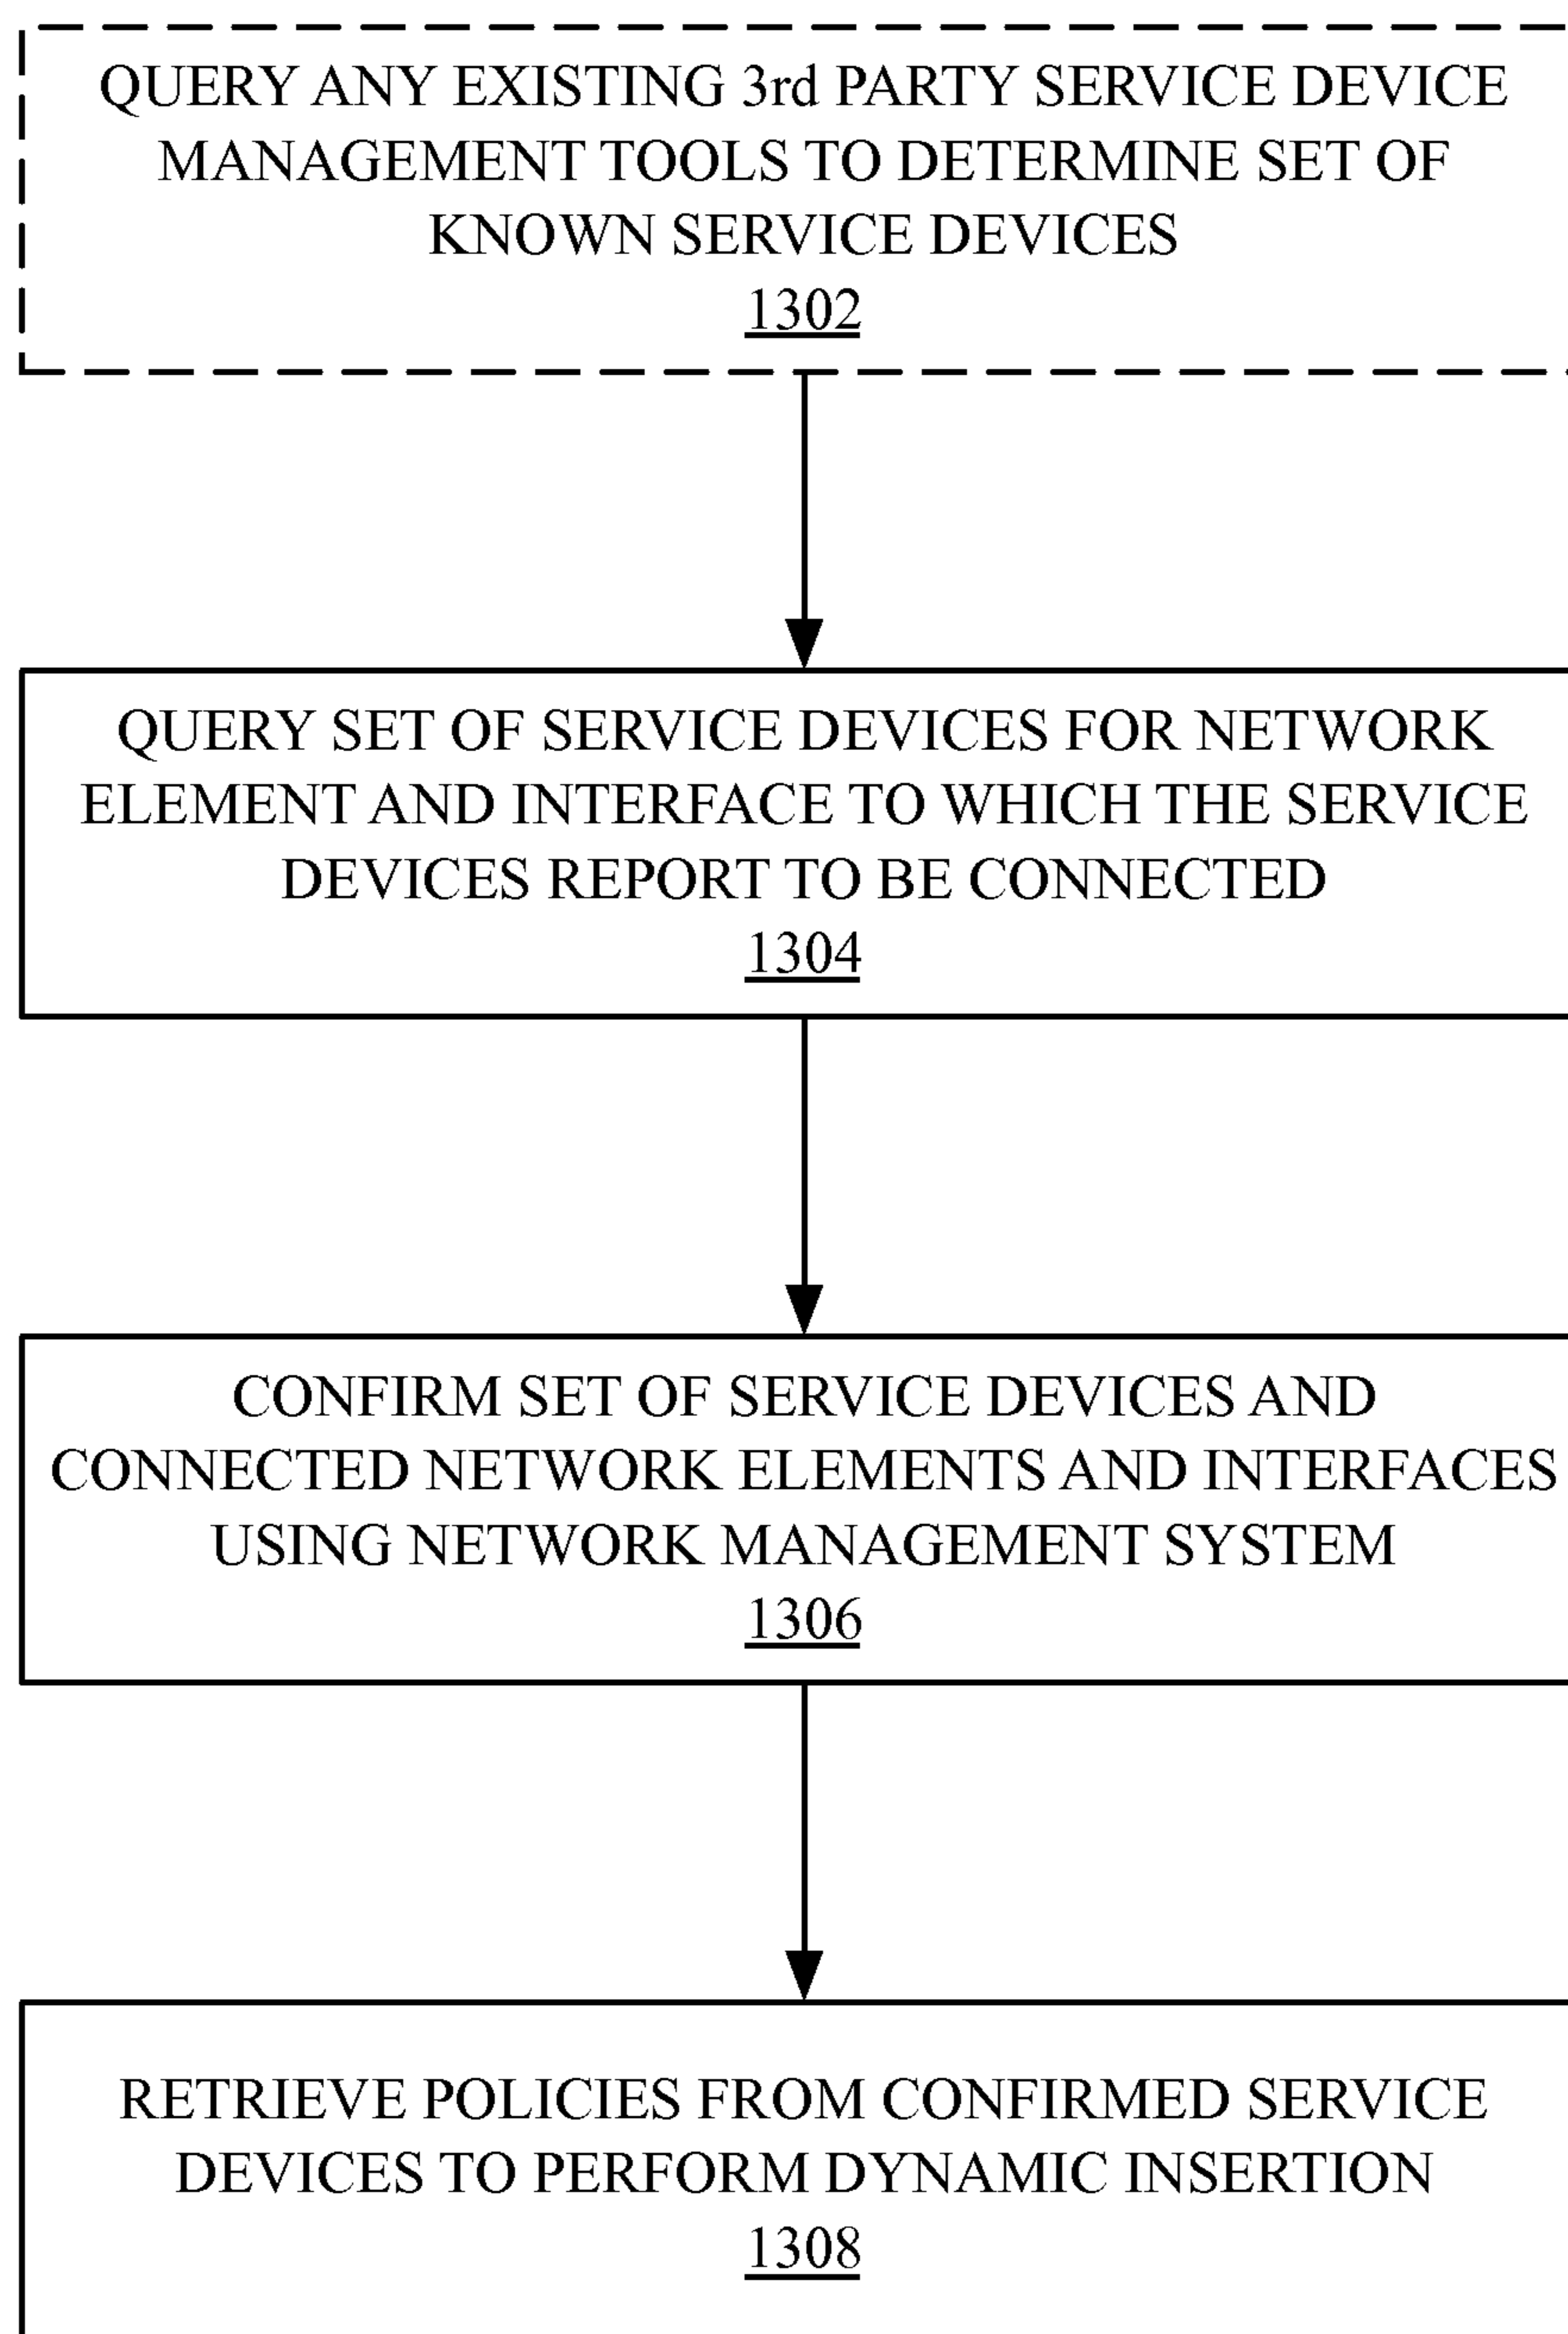 QUERY ANY EXISTING 3rd PARTY SERVICE DEVICE
MANAGEMENT TOOLS TO DETERMINE SET OF
KNOWN SERVICE DEVICES
1302
QUERY SET OF SERVICE DEVICES FOR NETWORK
ELEMENT AND INTERFACE TO WHICH THE SERVICE
DEVICES REPORT TO BE CONNECTED
1304
CONFIRM SET OF SERVICE DEVICES AND
CONNECTED NETWORK ELEMENTS AND INTERFACES
USING NETWORK MANAGEMENT SYSTEM
1306
RETRIEVE POLICIES FROM CONFIRMED SERVICE
DEVICES TO PERFORM DYNAMIC INSERTION
1308